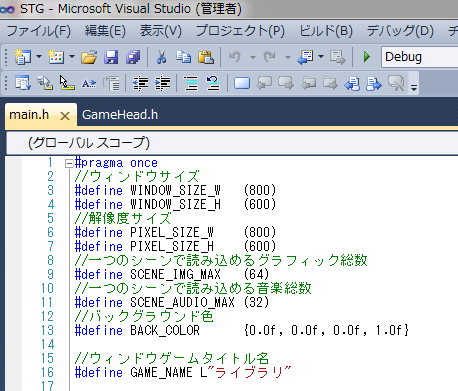 STG - Microsoft Visual Studio (管理者)
ファイル(F) 編集(E) 表示(V) プロジェクト(P) ビルド(B) デバッグ(D)
Debug
main.h GameHead.h
(グローバル スコープ)
1 #pragma once
2 //ウィンドウサイズ
3 #define WINDOW_SIZE_W (800)
4 #define WINDOW_SIZE_H (600)
5 //解像度サイズ
6 #define PIXEL_SIZE_W (800)
7 #define PIXEL_SIZE_H (600)
8 //一つのシーンで読み込めるグラフィック総数
9 #define SCENE_IMG_MAX (64)
10 //一つのシーンで読み込める音楽総数
11 #define SCENE_AUDIO_MAX (32)
12 //バックグラウンド色
13 #define BACK_COLOR {0.0f, 0.0f, 0.0f, 1.0f}
14
15 //ウィンドウゲームタイトル名
16 #define GAME_NAME L"ライブラリ"
17